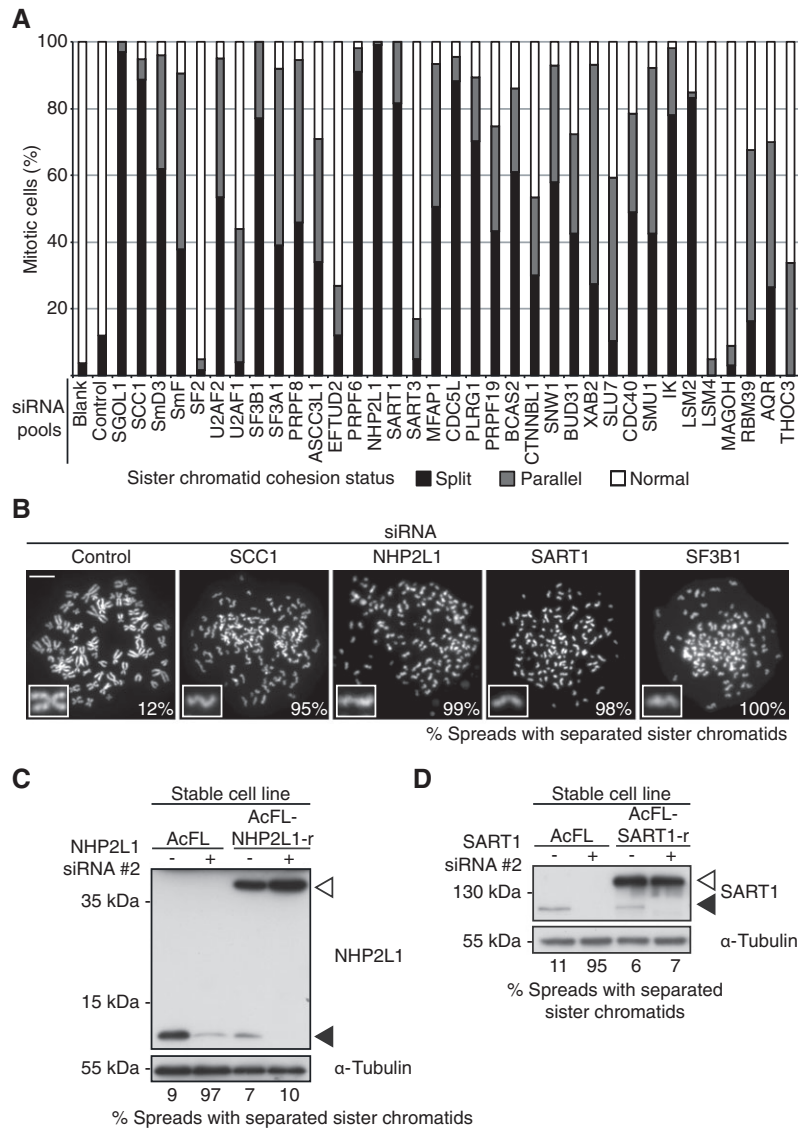 A
100
80
60
40
20
Mitotic cells (%)
siRNA
pools
Blank
Control
SGOL1
SCC1
SmD3
SmF
SF2
U2AF2
U2AF1
SF3B1
SF3A1
PRPF8
ASCC3L1
EFTUD2
PRPF6
NHP2L1
SART1
SART3
MFAP1
CDC5L
PLRG1
PRPF19
BCAS2
CTNNBL1
SNW1
BUD31
XAB2
SLU7
CDC40
SMU1
IK
LSM2
LSM4
MAGOH
RBM39
AQR
THOC3
Sister chromatid cohesion status Split Parallel Normal
B
siRNA
Control SCC1 NHP2L1 SART1 SF3B1
12% 95% 99% 98% 100%
% Spreads with separated sister chromatids
C
Stable cell line
AcFL AcFL-
NHP2L1-r
NHP2L1
siRNA #2
- + - +
35 kDa
NHP2L1
15 kDa
55 kDa
α-Tubulin
9 97 7 10
% Spreads with separated sister chromatids
D
Stable cell line
AcFL AcFL-
SART1-r
SART1
siRNA #2
- + - +
130 kDa
SART1
55 kDa
α-Tubulin
11 95 6 7
% Spreads with separated
sister chromatids